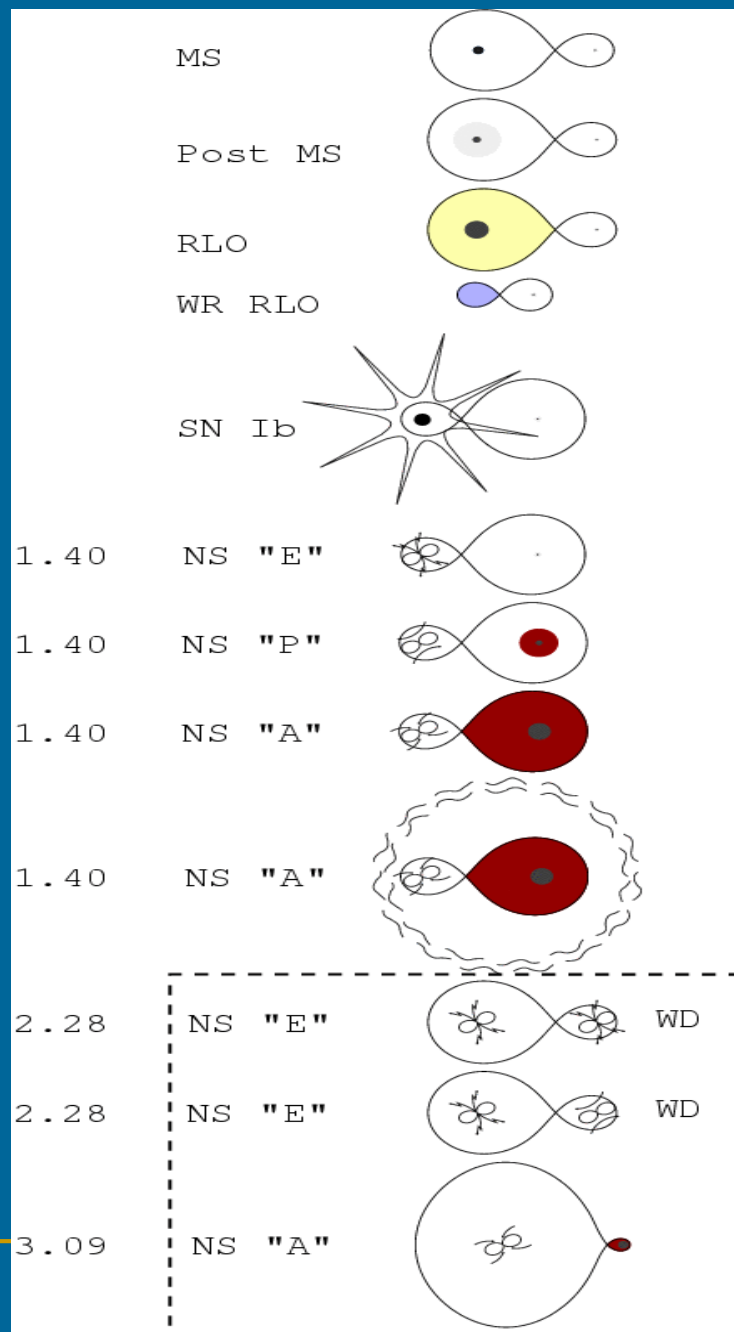 MS
Post MS
RLO
WR RLO
SN Ib
1.40 NS "E"
1.40 NS "P"
1.40 NS "A"
1.40 NS "A"
2.28 NS "E" WD
2.28 NS "E" WD
3.09 NS "A"